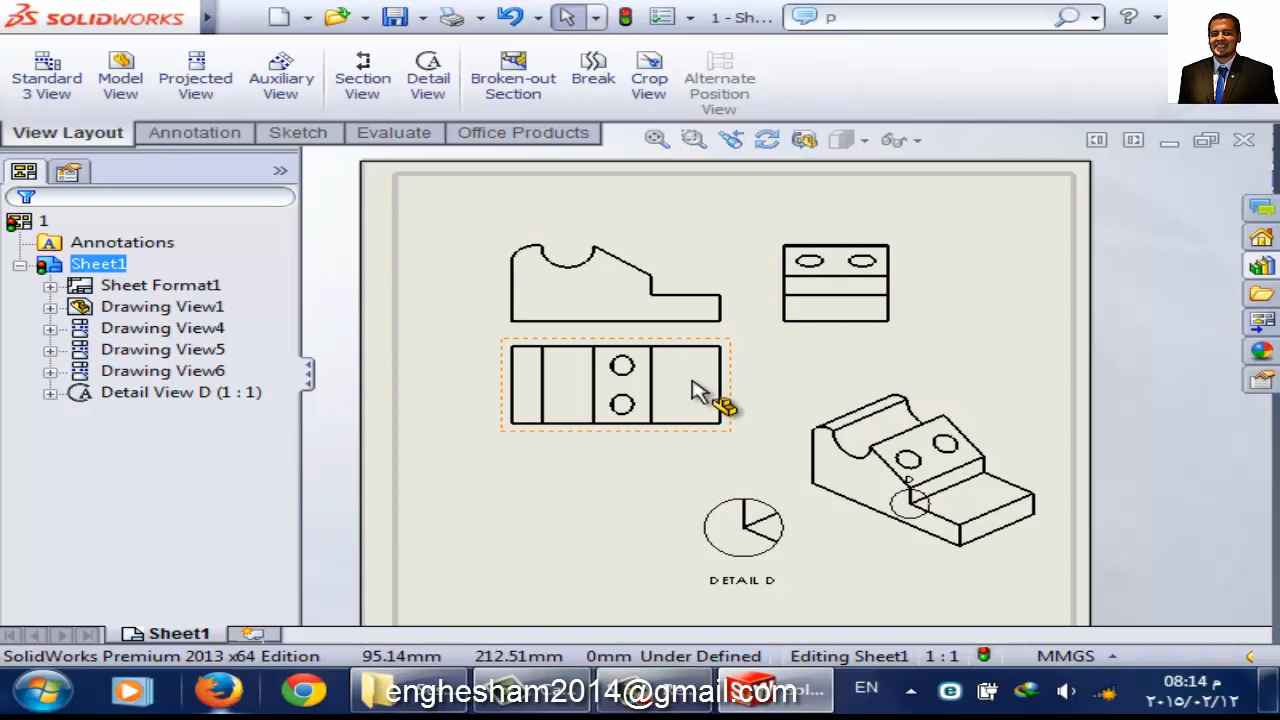 SOLIDWORKS
1 - Sh...
p
?
Standard
3 View
Model
View
Projected
View
Auxiliary
View
Section
View
Detail
View
Broken-out
Section
Break
Crop
View
Alternate
Position
View
View Layout
Annotation
Sketch
Evaluate
Office Products
1
Annotations
Sheet1
Sheet Format1
Drawing View1
Drawing View4
Drawing View5
Drawing View6
Detail View D (1 : 1)
D
DETAIL D
Sheet1
SolidWorks Premium 2013 x64 Edition
95.14mm
212.51mm
0mm
Under Defined
Editing Sheet1
1 : 1
MMGS
enghesham2014@gmail.com
EN
08:14 م
٢٠١٥/٠٢/١٢